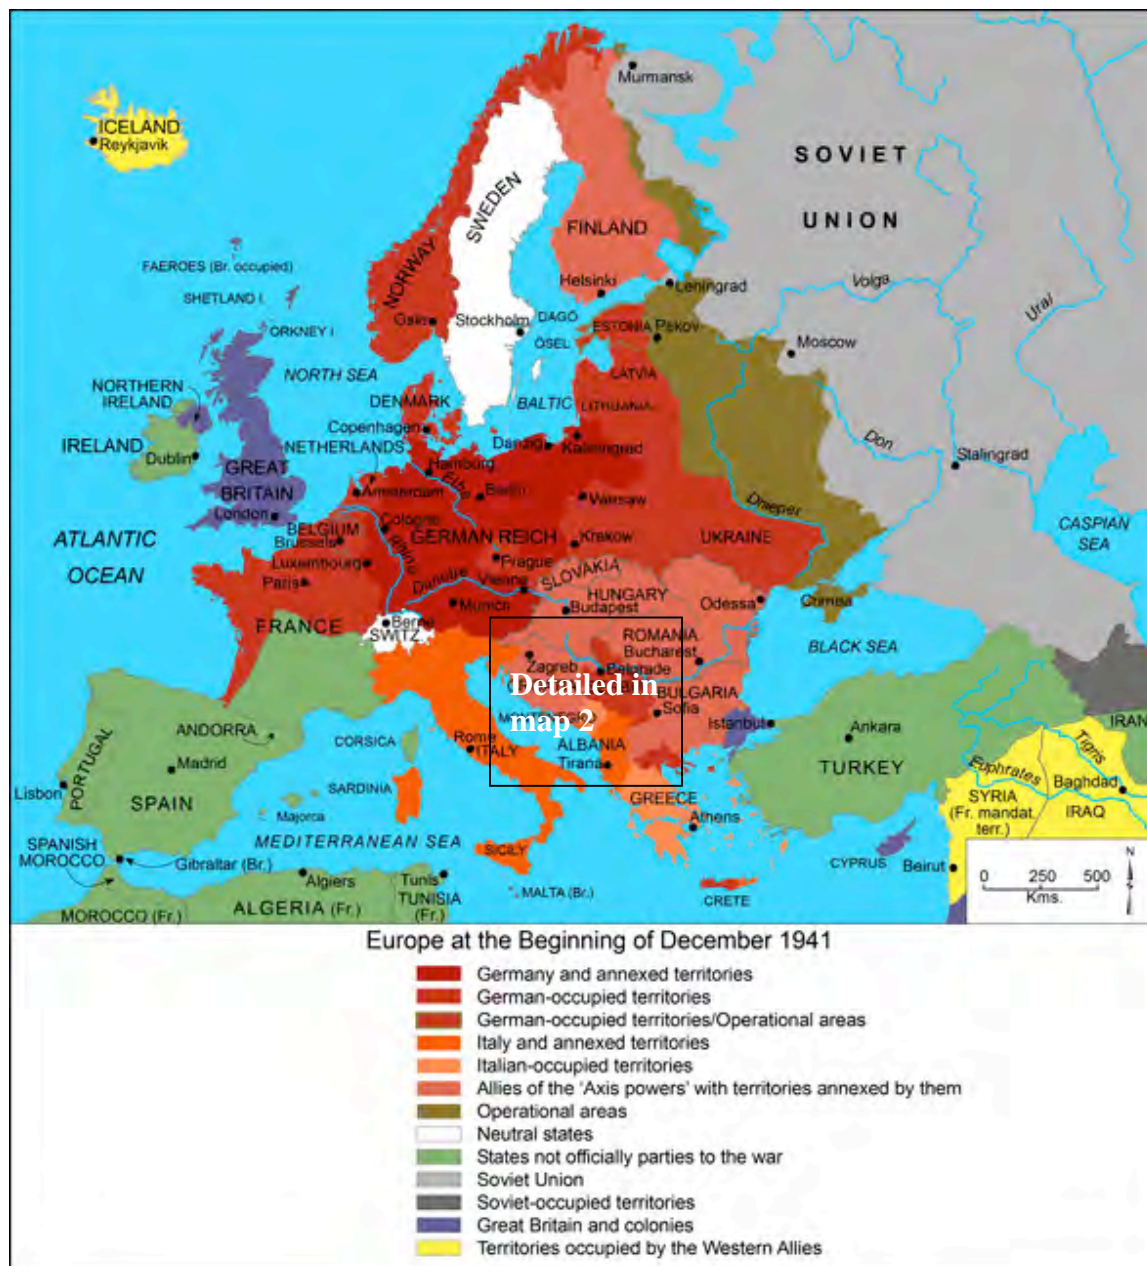 ICELAND
Reykjavik
Murmansk
SOVIET
UNION
SWEDEN
FINLAND
NORWAY
FAEROES (Br. occupied)
SHETLAND I.
ORKNEY I.
Helsinki
Leningrad
Volga
Ural
Oslo
Stockholm
DAGÖ
ÖSEL
ESTONIA
Pskov
Moscow
NORTH SEA
NORTHERN
IRELAND
LATVIA
DENMARK
BALTIC
LITHUANIA
Copenhagen
IRELAND
NETHERLANDS
Danzig
Kaliningrad
Don
Stalingrad
Dublin
GREAT
BRITAIN
Hamburg
Elbe
Amsterdam
Berlin
Warsaw
Dnieper
London
Cologne
BELGIUM
Brussels
GERMAN REICH
Krakow
UKRAINE
CASPIAN
SEA
ATLANTIC
OCEAN
Luxembourg
Rhine
Prague
SLOVAKIA
Paris
Danube
Vienna
HUNGARY
Munich
Budapest
Odessa
Crimea
FRANCE
Berne
SWITZ.
ROMANIA
Bucharest
BLACK SEA
Zagreb
Belgrade
Detailed in
map 2
BULGARIA
Sofia
MONTENEGRO
Istanbul
ANDORRA
CORSICA
Rome
ITALY
ALBANIA
Tirana
Ankara
IRAN
PORTUGAL
Madrid
TURKEY
Tigris
Euphrates
Baghdad
Lisbon
SPAIN
SARDINIA
GREECE
SYRIA
(Fr. mandat.
terr.)
IRAQ
Majorca
MEDITERRANEAN SEA
Athens
SPANISH
MOROCCO
Gibraltar (Br.)
SICILY
CYPRUS
Beirut
N
Algiers
Tunis
TUNISIA
(Fr.)
MALTA (Br.)
CRETE
0 250 500
Kms.
MOROCCO (Fr.)
ALGERIA (Fr.)
Europe at the Beginning of December 1941
Germany and annexed territories
German-occupied territories
German-occupied territories/Operational areas
Italy and annexed territories
Italian-occupied territories
Allies of the 'Axis powers' with territories annexed by them
Operational areas
Neutral states
States not officially parties to the war
Soviet Union
Soviet-occupied territories
Great Britain and colonies
Territories occupied by the Western Allies